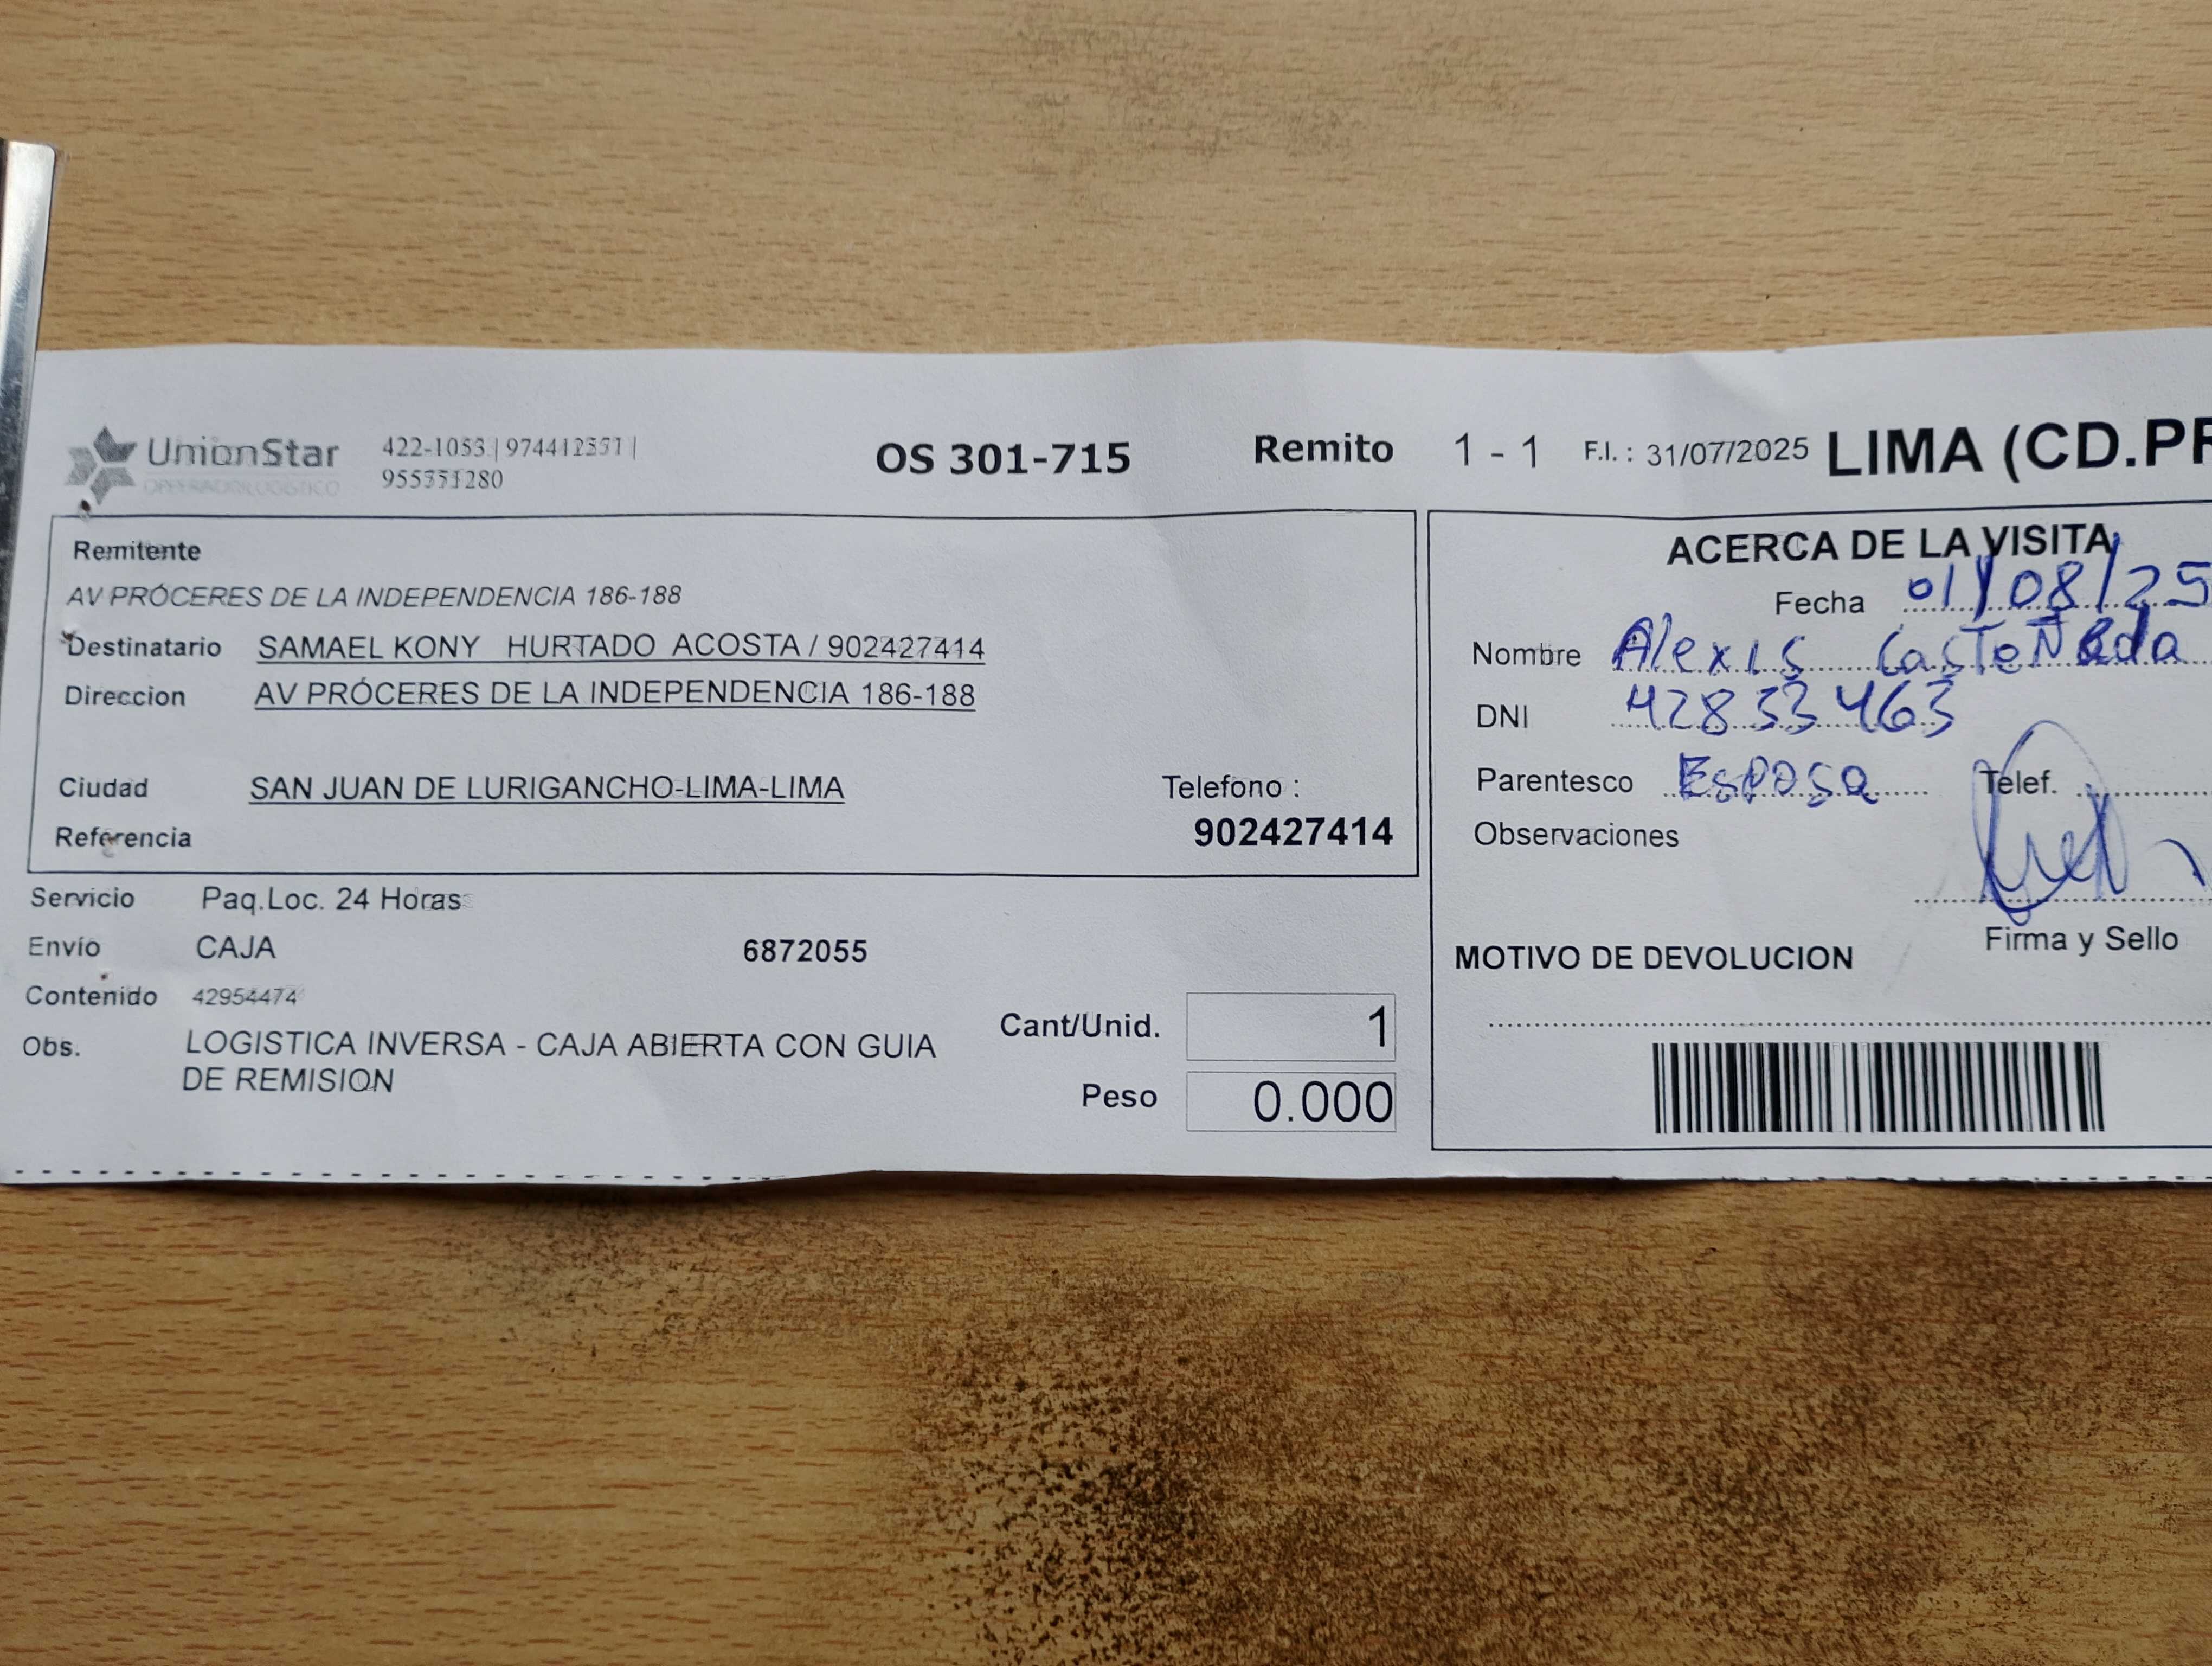 UnionStar
OPERADOR LOGISTICO
422-1053 | 974412551 |
955551280
OS 301-715
Remito 1 - 1 F.I. : 31/07/2025 LIMA (CD.PR
Remitente
AV PRÓCERES DE LA INDEPENDENCIA 186-188
Destinatario SAMAEL KONY HURTADO ACOSTA / 902427414
Direccion AV PRÓCERES DE LA INDEPENDENCIA 186-188
Ciudad SAN JUAN DE LURIGANCHO-LIMA-LIMA
Telefono :
902427414
Referencia
Servicio Paq.Loc. 24 Horas
Envío CAJA 6872055
Contenido 42954474
Obs. LOGISTICA INVERSA - CAJA ABIERTA CON GUIA
DE REMISION
Cant/Unid. 1
Peso 0.000
ACERCA DE LA VISITA
Fecha 01/08/25
Nombre Alexis CasTeÑeda
DNI 42833463
Parentesco Esposa Telef.
Observaciones
Firma y Sello
MOTIVO DE DEVOLUCION